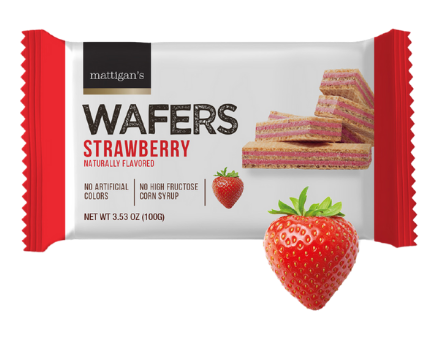 mattigan's
WAFERS
STRAWBERRY
NATURALLY FLAVORED
NO ARTIFICIAL
COLORS
NO HIGH FRUCTOSE
CORN SYRUP
NET WT 3.53 OZ (100G)